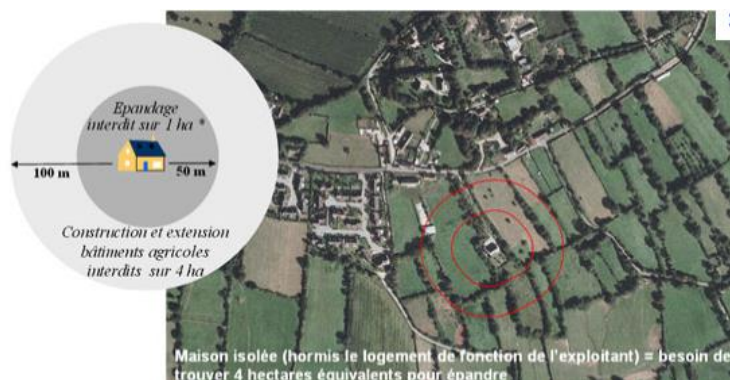 Epandage
interdit sur 1 ha *
100 m
50 m
Construction et extension
bâtiments agricoles
interdits sur 4 ha
Maison isolée (hormis le logement de fonction de l'exploitant) = besoin de
trouver 4 hectares équivalents pour épandre